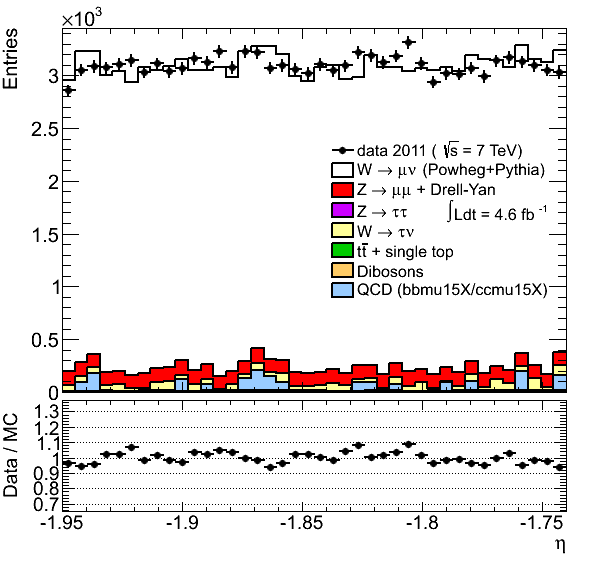 ×10³
Entries
3
2.5
2
1.5
1
0.5
0
data 2011 ( √s = 7 TeV)
W → μν (Powheg+Pythia)
Z → μμ + Drell-Yan
Z → ττ
∫Ldt = 4.6 fb⁻¹
W → τν
tt̄ + single top
Dibosons
QCD (bbmu15X/ccmu15X)
Data / MC
1.3
1.2
1.1
1
0.9
0.8
0.7
-1.95
-1.9
-1.85
-1.8
-1.75
η